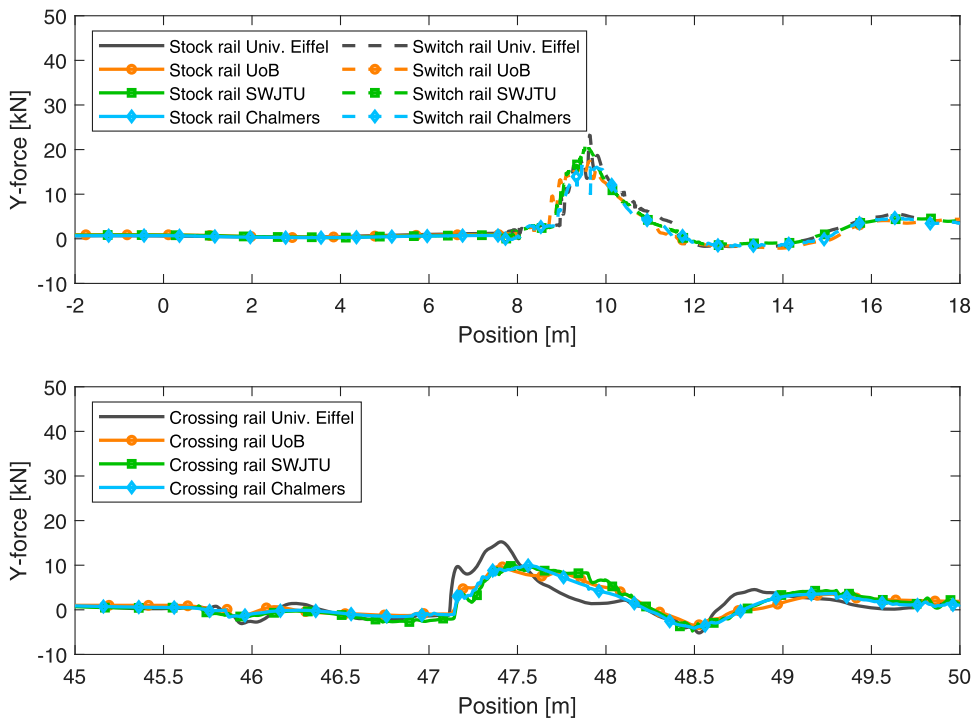 50
40
30
20
10
0
-10
Y-force [kN]
Stock rail Univ. Eiffel
Stock rail UoB
Stock rail SWJTU
Stock rail Chalmers
Switch rail Univ. Eiffel
Switch rail UoB
Switch rail SWJTU
Switch rail Chalmers
-2 0 2 4 6 8 10 12 14 16 18
Position [m]
50
40
30
20
10
0
-10
Y-force [kN]
Crossing rail Univ. Eiffel
Crossing rail UoB
Crossing rail SWJTU
Crossing rail Chalmers
45 45.5 46 46.5 47 47.5 48 48.5 49 49.5 50
Position [m]